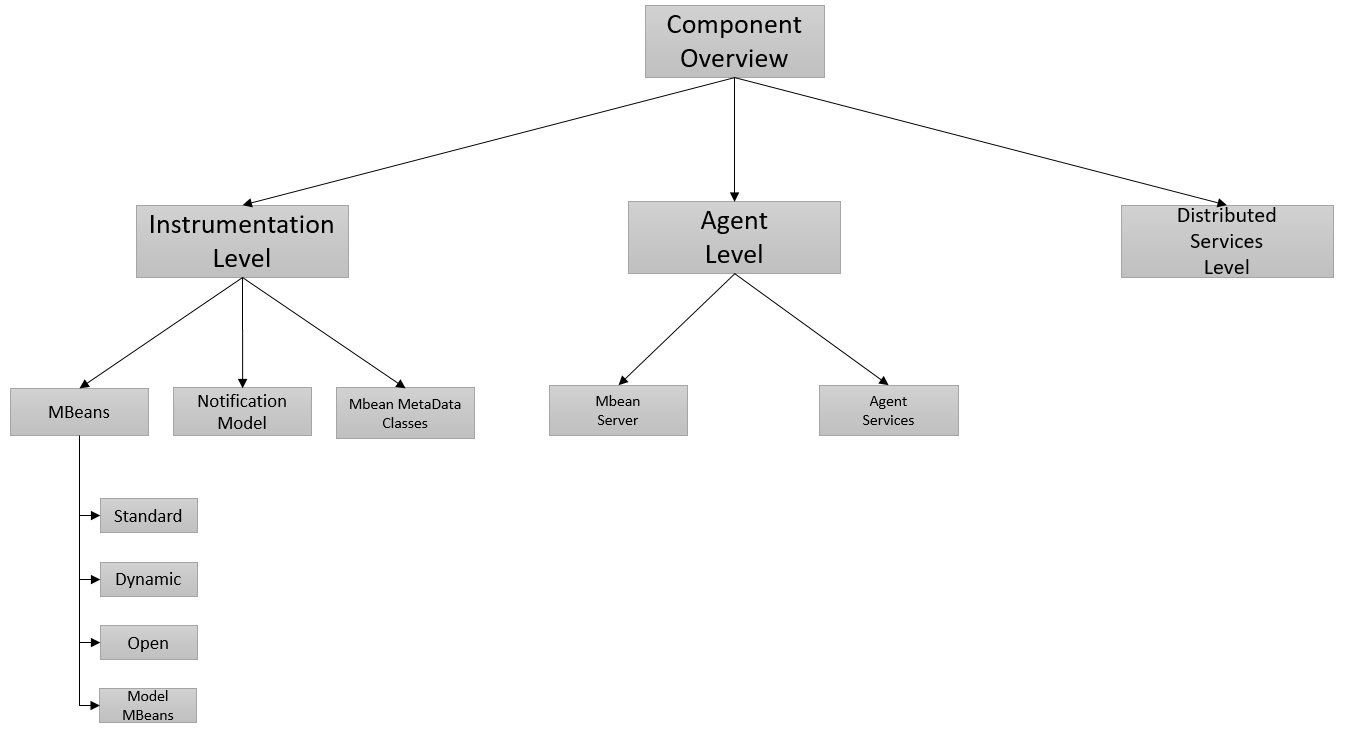 Component
Overview
Instrumentation
Level
Agent
Level
Distributed
Services
Level
MBeans
Notification
Model
Mbean MetaData
Classes
Mbean
Server
Agent
Services
Standard
Dynamic
Open
Model
MBeans